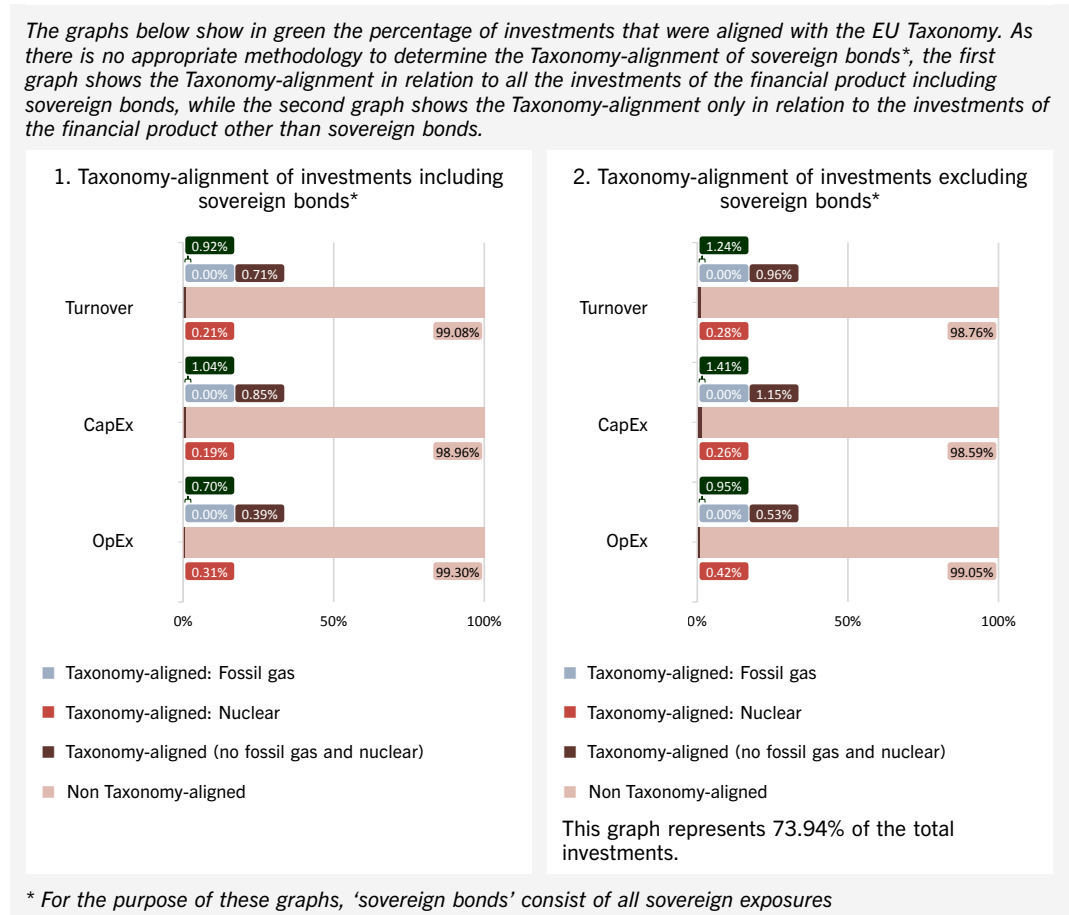 The graphs below show in green the percentage of investments that were aligned with the EU Taxonomy. As
there is no appropriate methodology to determine the Taxonomy-alignment of sovereign bonds*, the first
graph shows the Taxonomy-alignment in relation to all the investments of the financial product including
sovereign bonds, while the second graph shows the Taxonomy-alignment only in relation to the investments of
the financial product other than sovereign bonds.
1. Taxonomy-alignment of investments including
sovereign bonds*
0.92%
0.00% 0.71%
Turnover
0.21% 99.08%
1.04%
0.00% 0.85%
CapEx
0.19% 98.96%
0.70%
0.00% 0.39%
OpEx
0.31% 99.30%
0% 50% 100%
Taxonomy-aligned: Fossil gas
Taxonomy-aligned: Nuclear
Taxonomy-aligned (no fossil gas and nuclear)
Non Taxonomy-aligned
2. Taxonomy-alignment of investments excluding
sovereign bonds*
1.24%
0.00% 0.96%
Turnover
0.28% 98.76%
1.41%
0.00% 1.15%
CapEx
0.26% 98.59%
0.95%
0.00% 0.53%
OpEx
0.42% 99.05%
0% 50% 100%
Taxonomy-aligned: Fossil gas
Taxonomy-aligned: Nuclear
Taxonomy-aligned (no fossil gas and nuclear)
Non Taxonomy-aligned
This graph represents 73.94% of the total
investments.
* For the purpose of these graphs, ‘sovereign bonds’ consist of all sovereign exposures